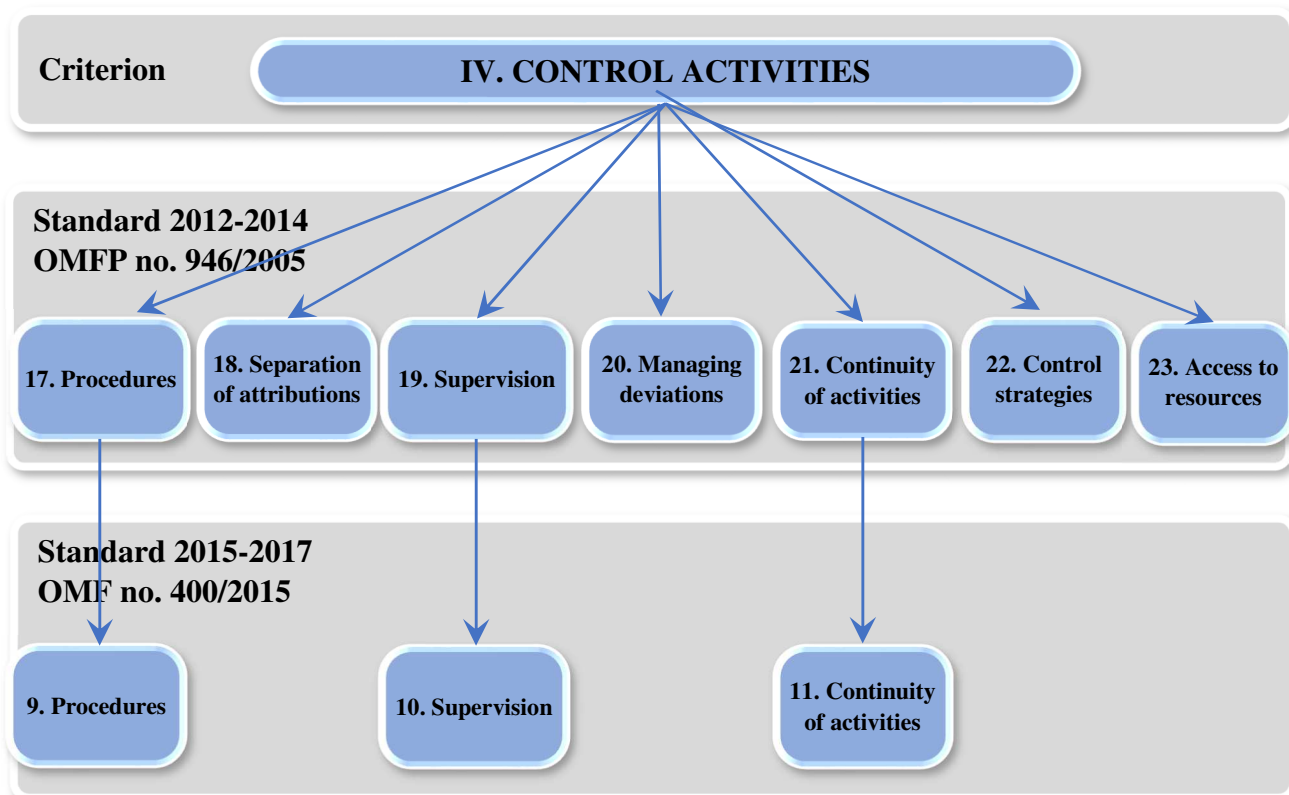 Criterion
IV. CONTROL ACTIVITIES
Standard 2012-2014
OMFP no. 946/2005
17. Procedures
18. Separation
of attributions
19. Supervision
20. Managing
deviations
21. Continuity
of activities
22. Control
strategies
23. Access to
resources
Standard 2015-2017
OMF no. 400/2015
9. Procedures
10. Supervision
11. Continuity
of activities